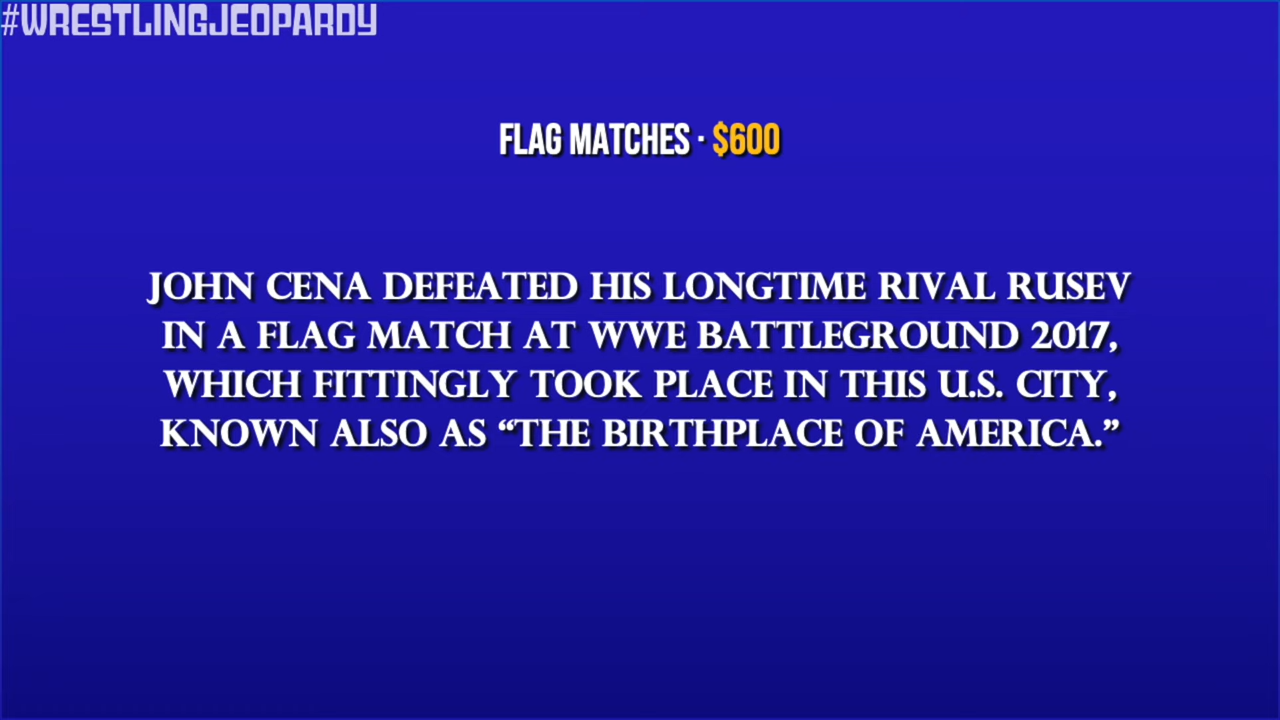 #WRESTLINGJEOPARDY
FLAG MATCHES · $600
JOHN CENA DEFEATED HIS LONGTIME RIVAL RUSEV
IN A FLAG MATCH AT WWE BATTLEGROUND 2017,
WHICH FITTINGLY TOOK PLACE IN THIS U.S. CITY,
KNOWN ALSO AS “THE BIRTHPLACE OF AMERICA.”